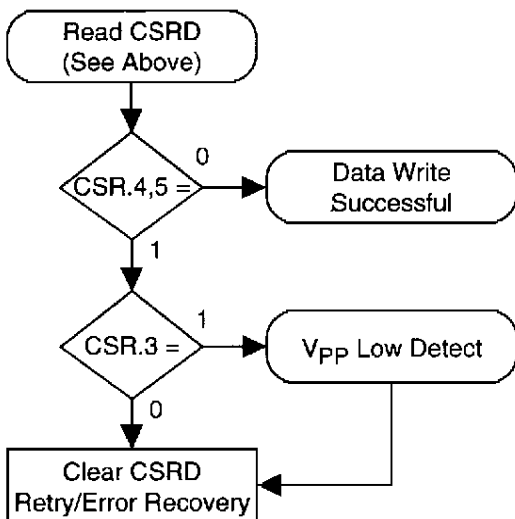 Read CSRD
(See Above)
0
CSR.4,5 =
Data Write
Successful
1
1
CSR.3 =
VPP Low Detect
0
Clear CSRD
Retry/Error Recovery